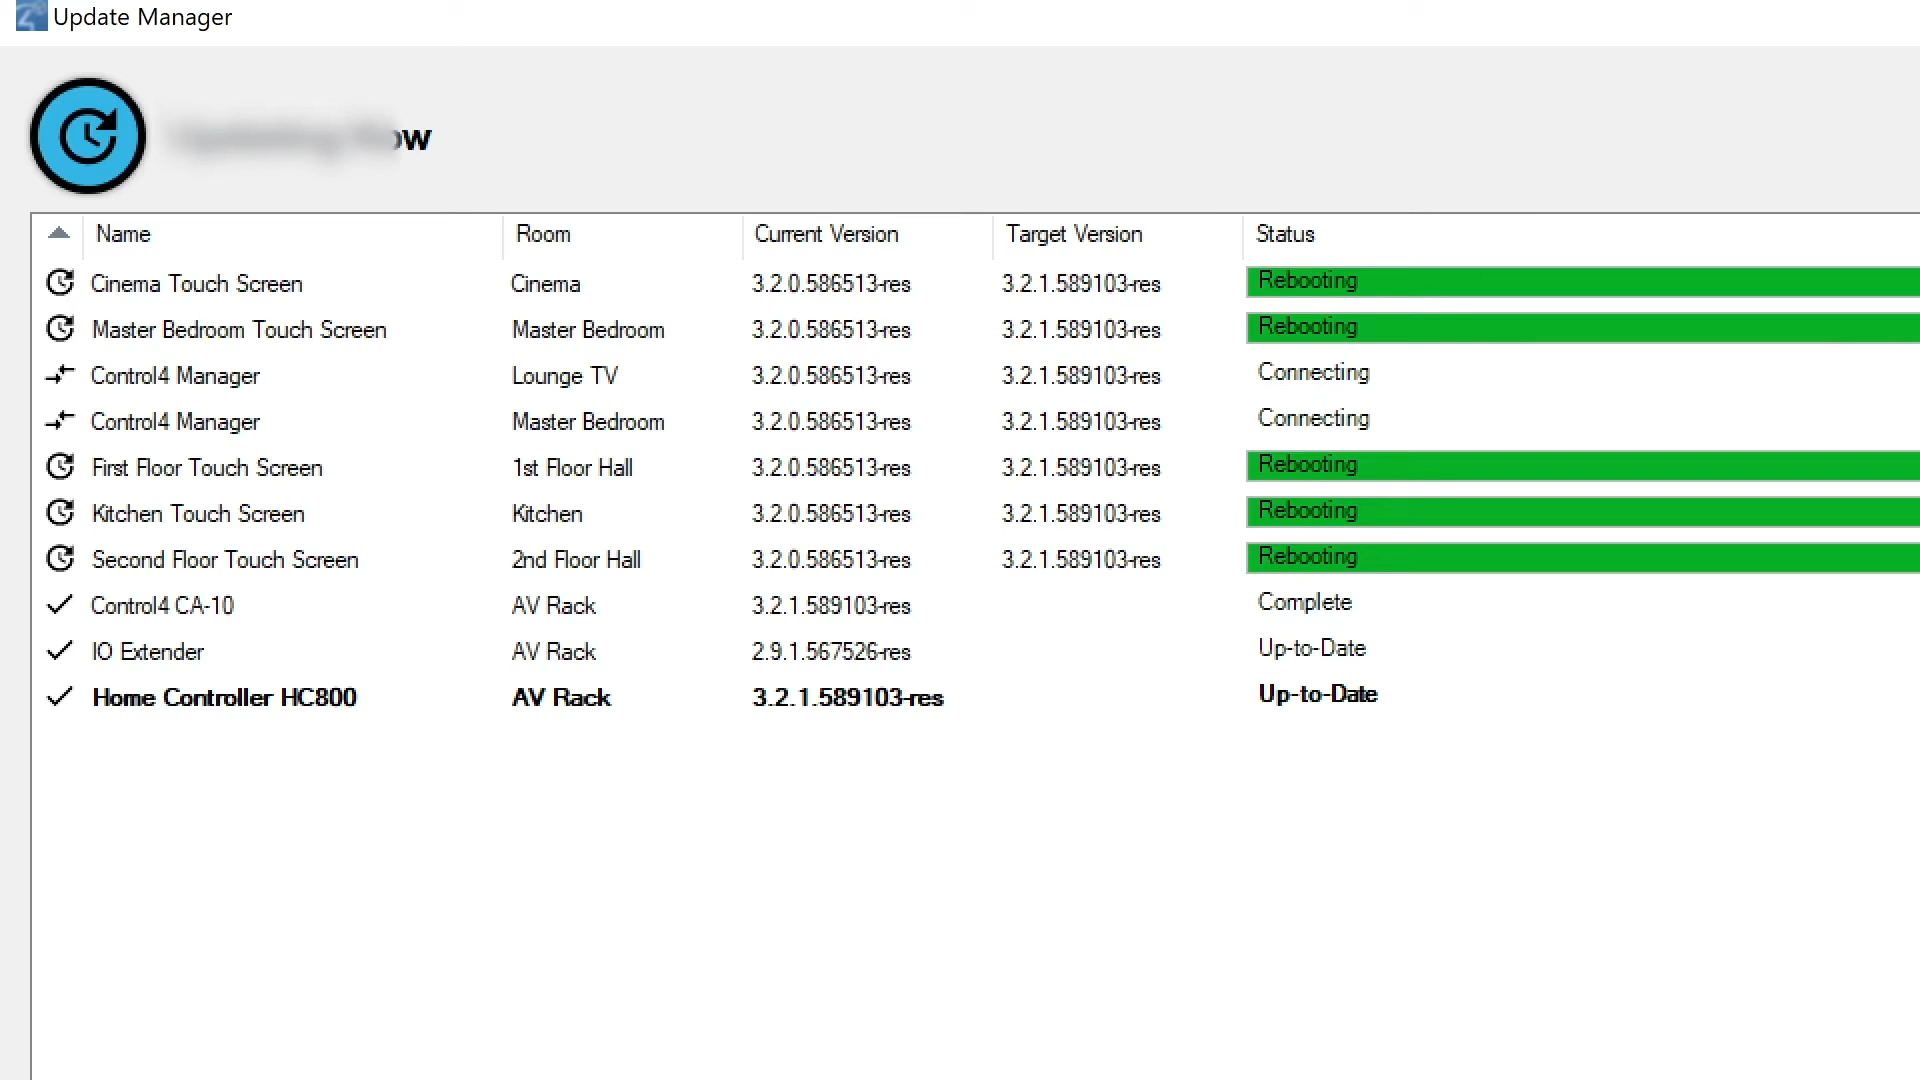 Update Manager
Name Room Current Version Target Version Status
Cinema Touch Screen Cinema 3.2.0.586513-res 3.2.1.589103-res Rebooting
Master Bedroom Touch Screen Master Bedroom 3.2.0.586513-res 3.2.1.589103-res Rebooting
Control4 Manager Lounge TV 3.2.0.586513-res 3.2.1.589103-res Connecting
Control4 Manager Master Bedroom 3.2.0.586513-res 3.2.1.589103-res Connecting
First Floor Touch Screen 1st Floor Hall 3.2.0.586513-res 3.2.1.589103-res Rebooting
Kitchen Touch Screen Kitchen 3.2.0.586513-res 3.2.1.589103-res Rebooting
Second Floor Touch Screen 2nd Floor Hall 3.2.0.586513-res 3.2.1.589103-res Rebooting
Control4 CA-10 AV Rack 3.2.1.589103-res Complete
IO Extender AV Rack 2.9.1.567526-res Up-to-Date
Home Controller HC800 AV Rack 3.2.1.589103-res Up-to-Date